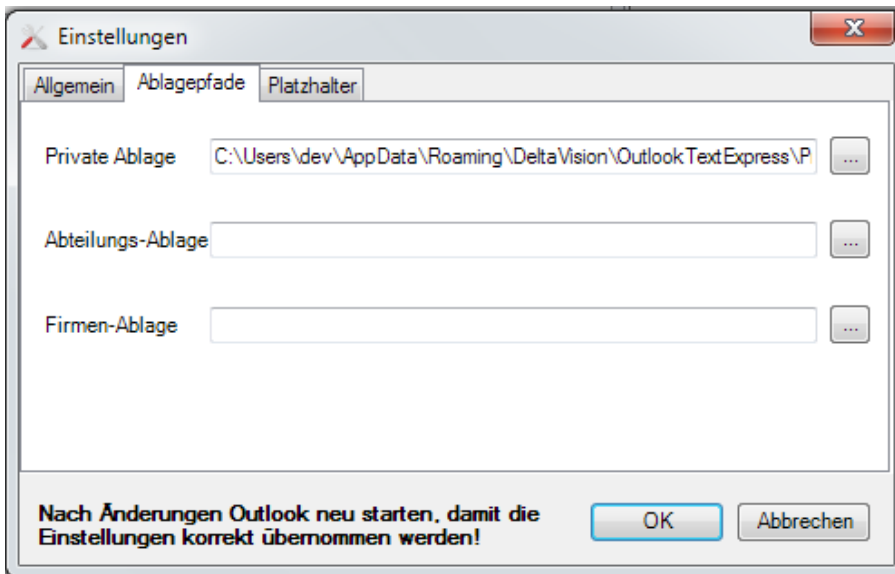 Einstellungen
Allgemein Ablagepfade Platzhalter
Private Ablage C:\Users\dev\AppData\Roaming\DeltaVision\OutlookTextExpress\P ...
Abteilungs-Ablage ...
Firmen-Ablage ...
Nach Änderungen Outlook neu starten, damit die
Einstellungen korrekt übernommen werden!
OK Abbrechen